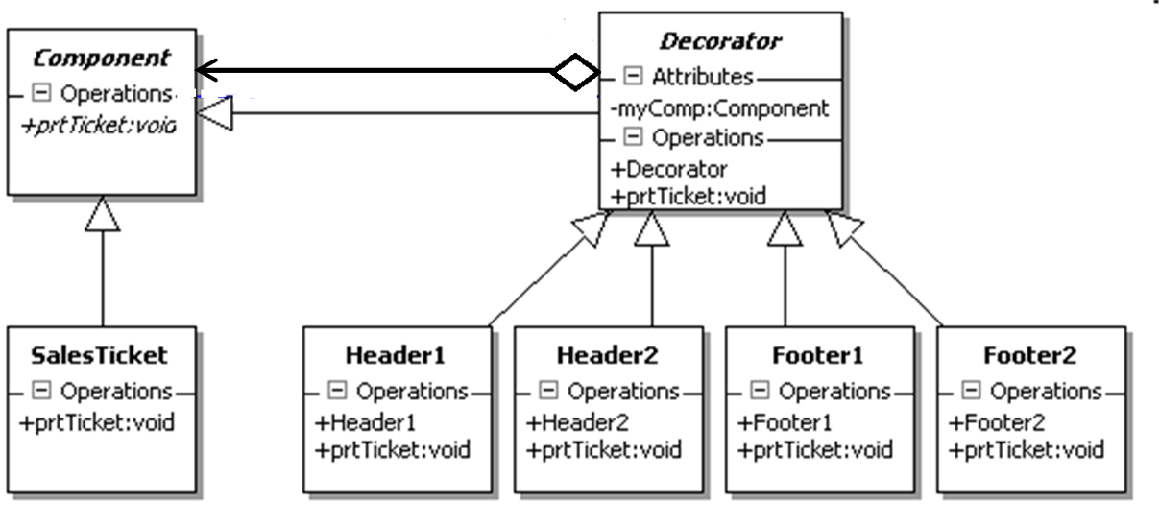 Component
Operations
+prtTicket:void
Decorator
Attributes
-myComp:Component
Operations
+Decorator
+prtTicket:void
SalesTicket
Operations
+prtTicket:void
Header1
Operations
+Header1
+prtTicket:void
Header2
Operations
+Header2
+prtTicket:void
Footer1
Operations
+Footer1
+prtTicket:void
Footer2
Operations
+Footer2
+prtTicket:void